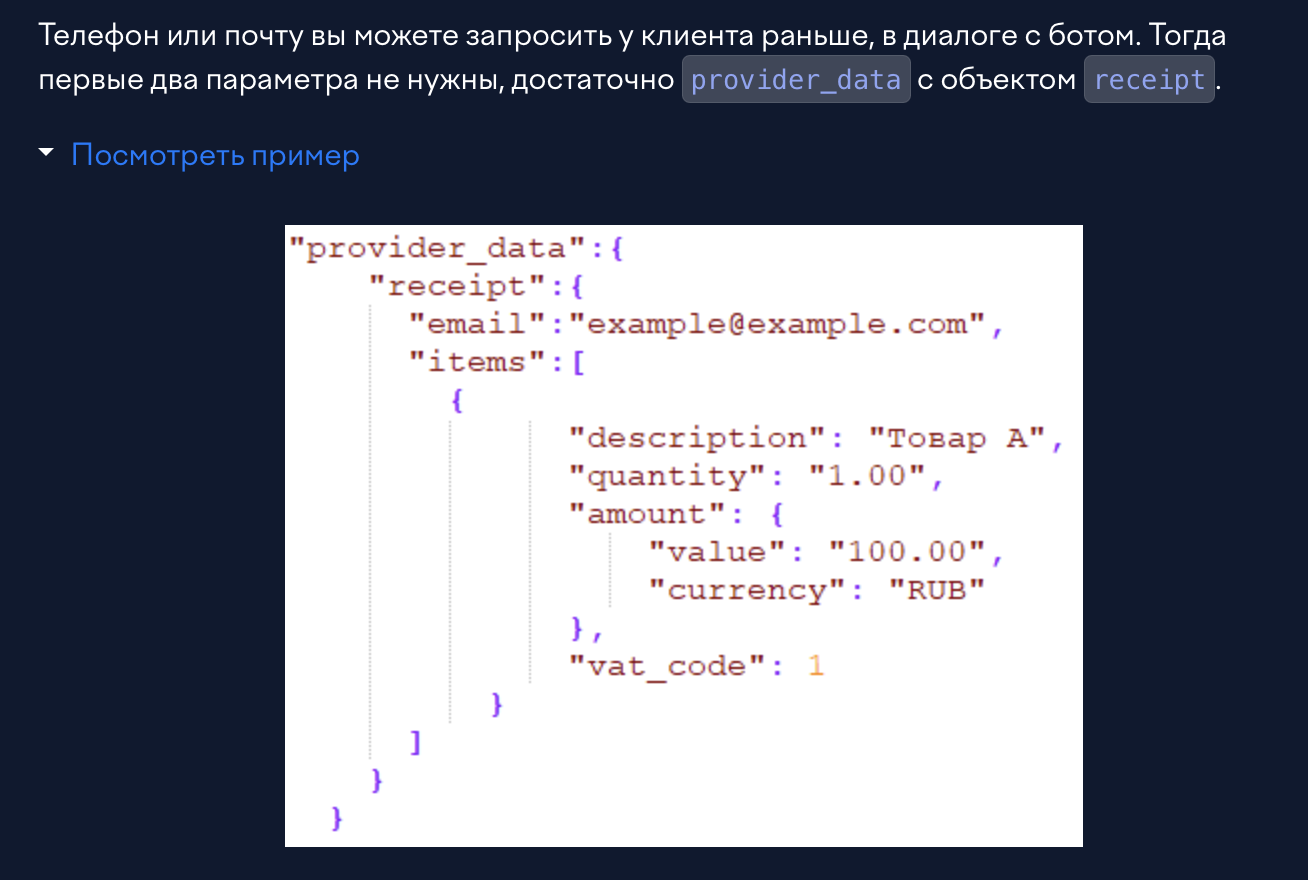 Телефон или почту вы можете запросить у клиента раньше, в диалоге с ботом. Тогда
первые два параметра не нужны, достаточно provider_data с объектом receipt.
Посмотреть пример
"provider_data":{
"receipt":{
"email":"example@example.com",
"items":[
{
"description": "Товар А",
"quantity": "1.00",
"amount": {
"value": "100.00",
"currency": "RUB"
},
"vat_code": 1
}
]
}
}